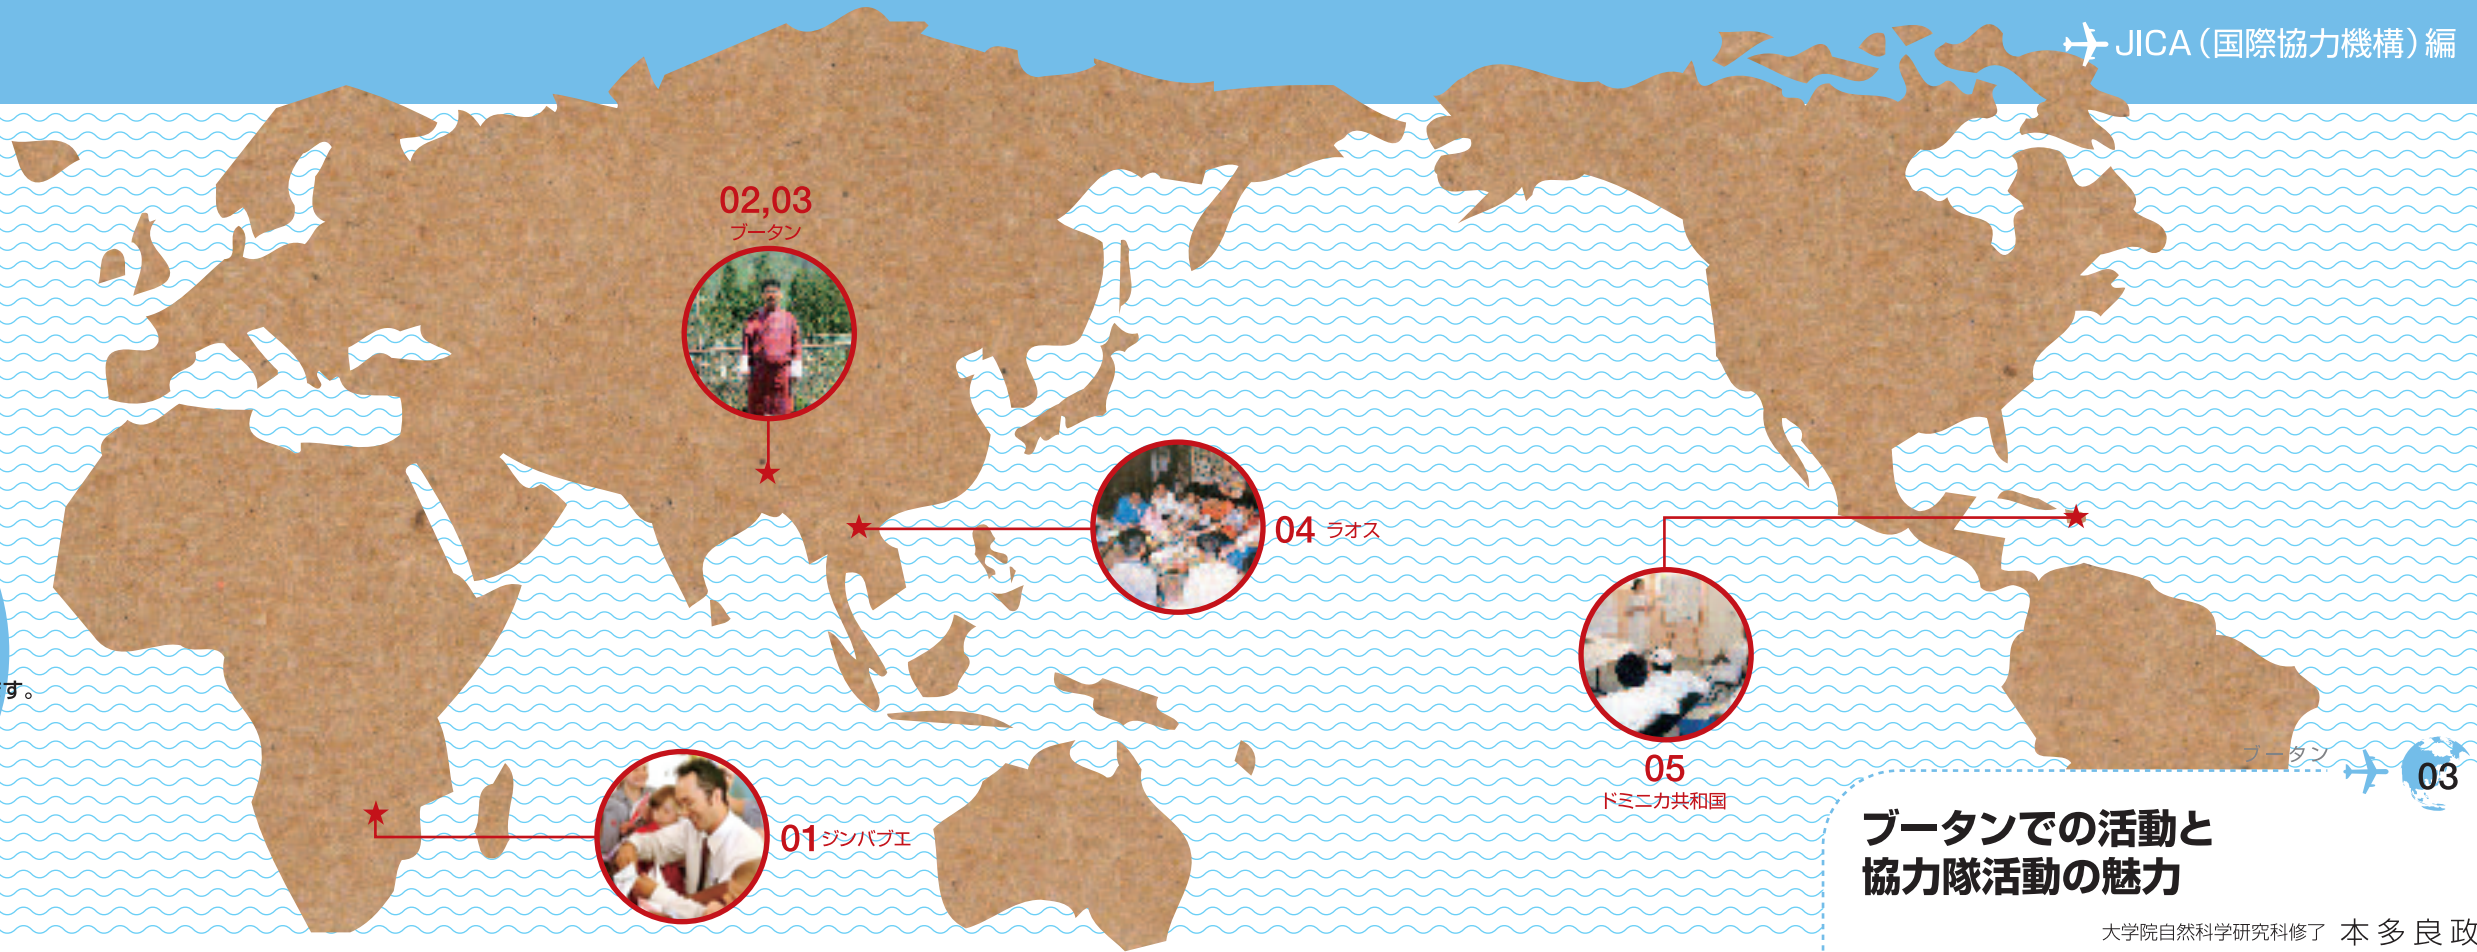 JICA（国際協力機構）編
02,03
ブータン
04 ラオス
す。
01 ジンバブエ
05
ドミニカ共和国
ブータン
03
ブータンでの活動と
協力隊活動の魅力
大学院自然科学研究科修了 本多良政